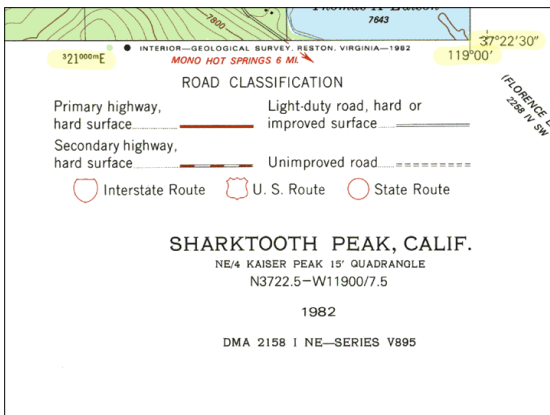 7800
7643
³21⁰⁰⁰ᵐE
INTERIOR—GEOLOGICAL SURVEY, RESTON, VIRGINIA—1982
37°22'30"
MONO HOT SPRINGS 6 MI.
119°00'
ROAD CLASSIFICATION
(FLORENCE
2258 IV SW
Primary highway,
hard surface
Light-duty road, hard or
improved surface
Secondary highway,
hard surface
Unimproved road
Interstate Route
U. S. Route
State Route
SHARKTOOTH PEAK, CALIF.
NE/4 KAISER PEAK 15' QUADRANGLE
N3722.5—W11900/7.5
1982
DMA 2158 I NE—SERIES V895